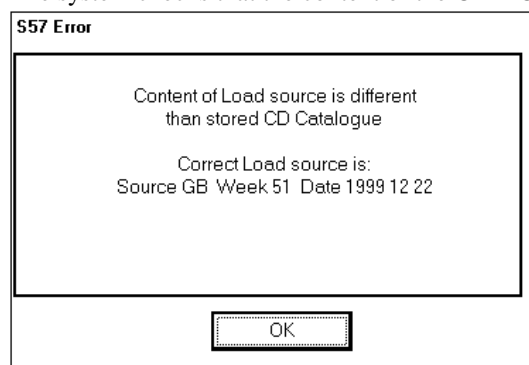 S57 Error
Content of Load source is different
than stored CD Catalogue
Correct Load source is:
Source GB Week 51 Date 1999 12 22
OK